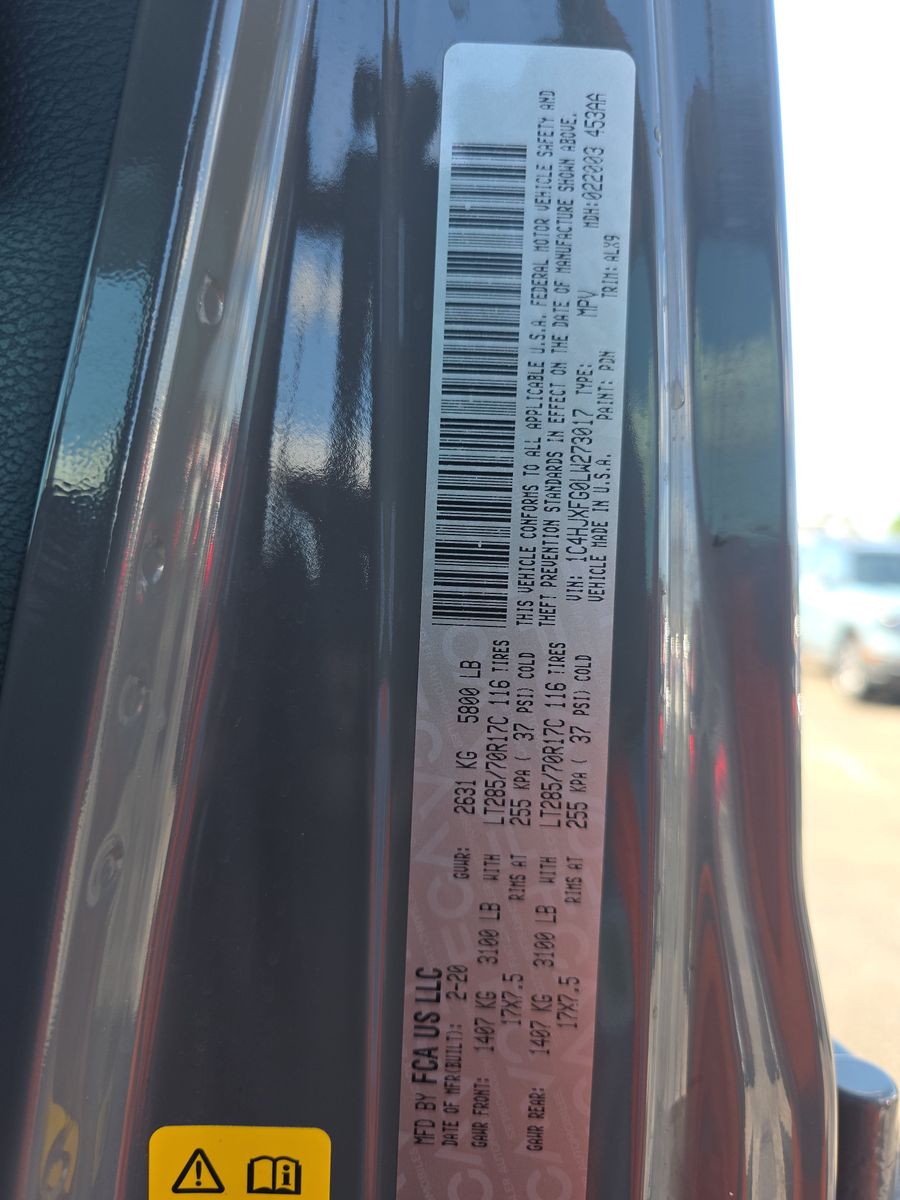 MFD BY FCA US LLC
DATE OF MFR(BUILT): 2-20 GVWR: 2631 KG 5800 LB
GAWR FRONT: 1407 KG 3100 LB WITH LT285/70R17C 116 TIRES
17X7.5 RIMS AT 255 KPA ( 37 PSI) COLD
GAWR REAR: 1407 KG 3100 LB WITH LT285/70R17C 116 TIRES
17X7.5 RIMS AT 255 KPA ( 37 PSI) COLD
THIS VEHICLE CONFORMS TO ALL APPLICABLE U.S.A. FEDERAL MOTOR VEHICLE SAFETY AND
THEFT PREVENTION STANDARDS IN EFFECT ON THE DATE OF MANUFACTURE SHOWN ABOVE.
VIN: 1C4HJXFG0LW273017 TYPE: MPV MDH:022003 453AA
VEHICLE MADE IN U.S.A. PAINT: PDN TRIM:ALX9